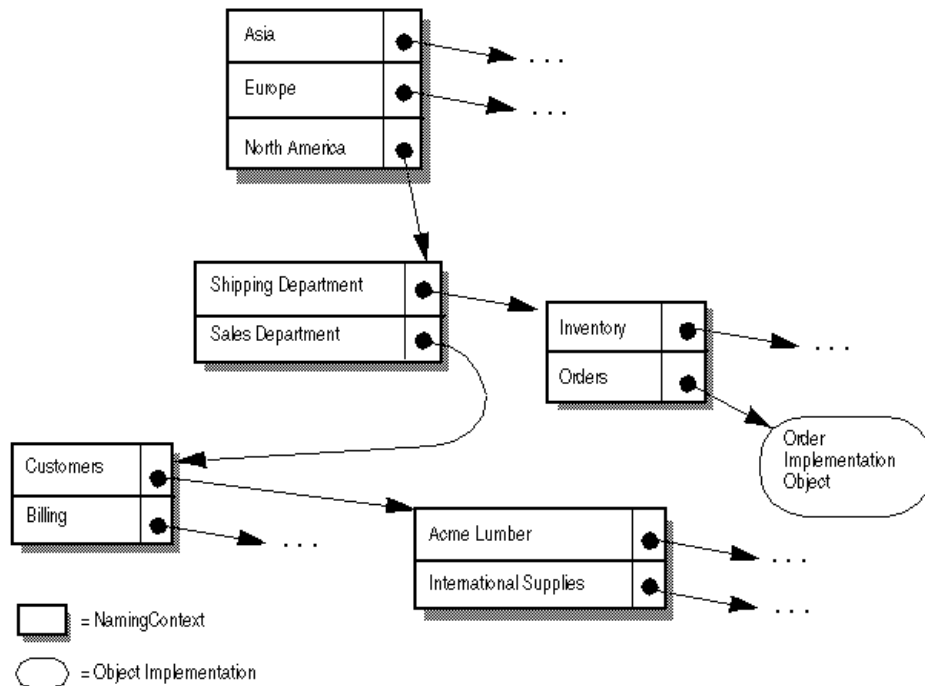 Asia
. . .
Europe
. . .
North America
Shipping Department
Sales Department
Inventory
. . .
Orders
Order
Implementation
Object
Customers
Billing
. . .
Acme Lumber
. . .
International Supplies
. . .
= NamingContext
= Object Implementation